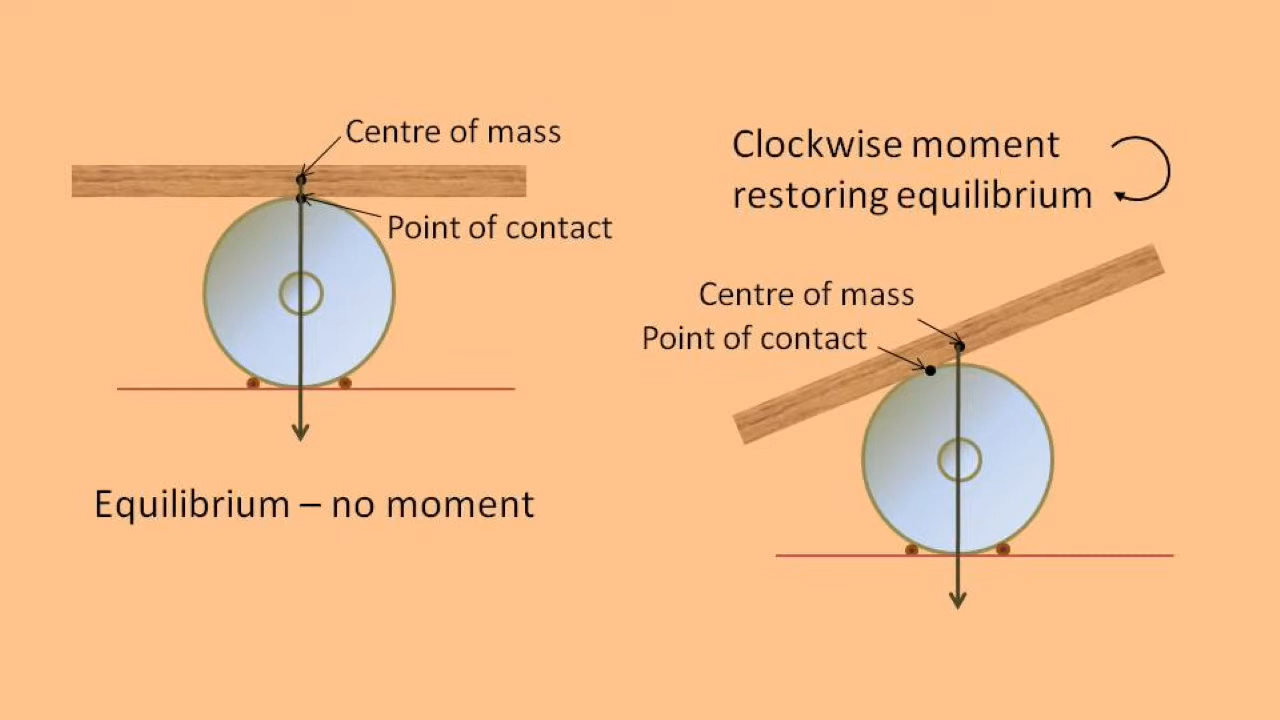 Centre of mass
Point of contact
Equilibrium – no moment
Clockwise moment
restoring equilibrium
Centre of mass
Point of contact